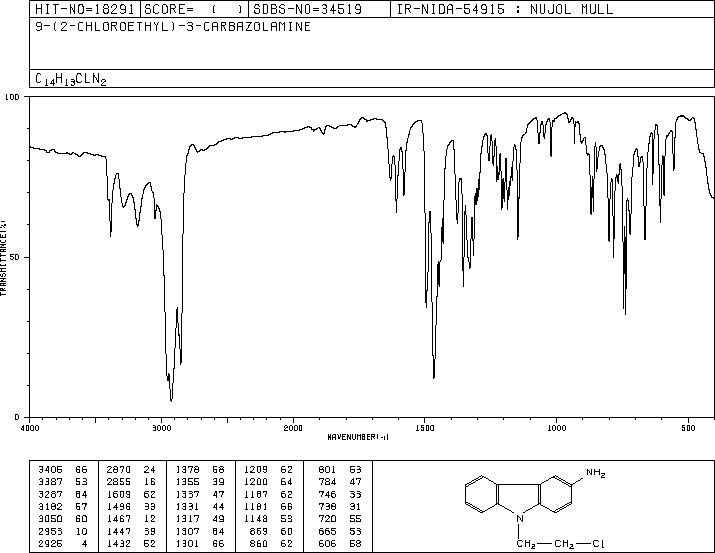 HIT-NO=18291 SCORE= ( ) SDBS-NO=34519 IR-NIDA-54915 : NUJOL MULL
9-(2-CHLOROETHYL)-3-CARBAZOLAMINE
C14H13CLN2
100
50
0
TRANSMITTANCE(%)
4000 3000 2000 1500 1000 500
WAVENUMBER(-1)
3405 66 2870 24 1378 58 1209 62 801 53
3387 53 2855 16 1355 39 1200 64 784 47
3287 64 1609 62 1337 47 1187 62 746 33
3182 57 1496 33 1331 44 1181 66 738 31
3050 60 1467 12 1317 49 1148 53 720 55
2953 10 1447 39 1307 64 869 60 665 53
2925 4 1432 52 1301 66 860 62 606 58
NH2
N
CH2 CH2 Cl